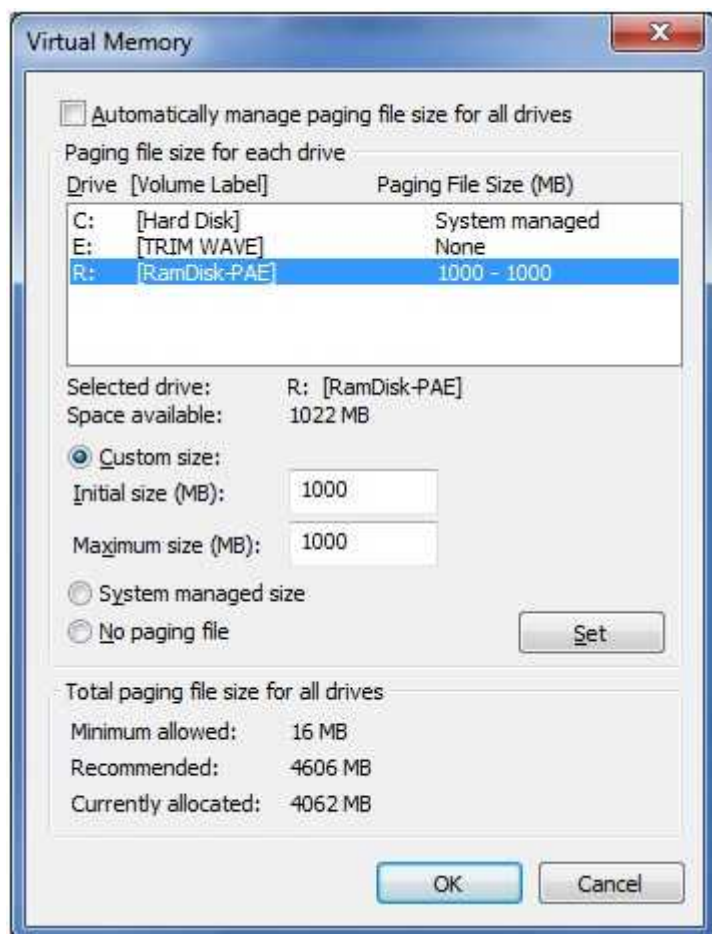 Virtual Memory
Automatically manage paging file size for all drives
Paging file size for each drive
Drive [Volume Label] Paging File Size (MB)
C: [Hard Disk] System managed
E: [TRIM WAVE] None
R: [RamDisk-PAE] 1000 - 1000
Selected drive: R: [RamDisk-PAE]
Space available: 1022 MB
Custom size:
Initial size (MB): 1000
Maximum size (MB): 1000
System managed size
No paging file
Set
Total paging file size for all drives
Minimum allowed: 16 MB
Recommended: 4606 MB
Currently allocated: 4062 MB
OK Cancel